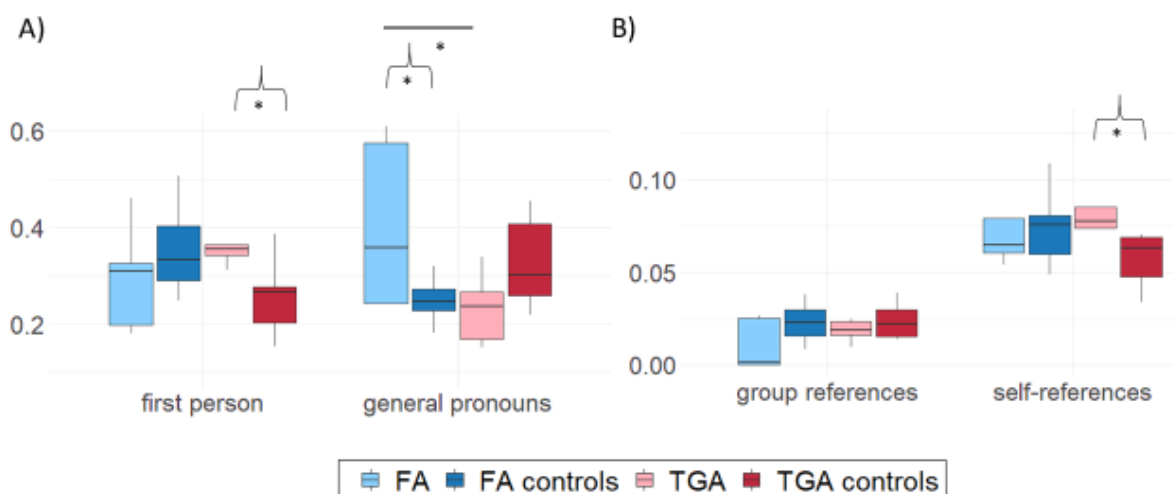 A)
*
*
*
0.6
0.4
0.2
first person general pronouns
B)
*
0.10
0.05
0.00
group references self-references
FA FA controls TGA TGA controls